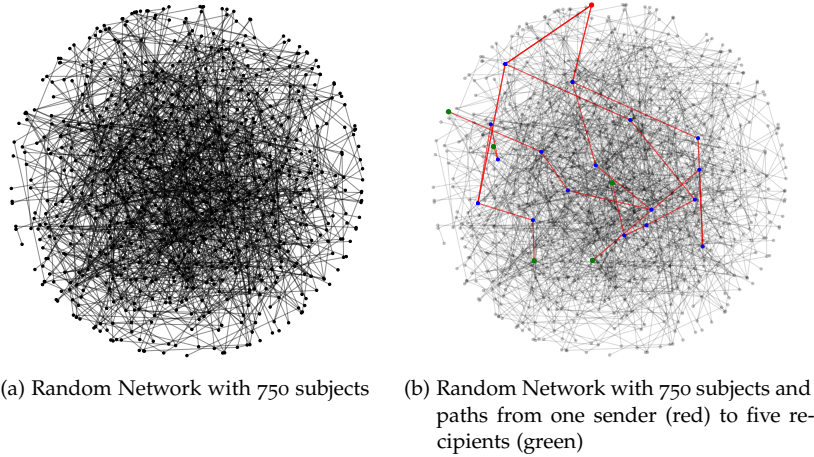 (a) Random Network with 750 subjects
(b) Random Network with 750 subjects and
paths from one sender (red) to five re-
cipients (green)